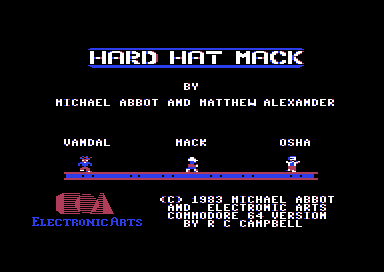 HARD HAT MACK
BY
MICHAEL ABBOT AND MATTHEW ALEXANDER
VANDAL MACK OSHA
ELECTRONIC ARTS
(C) 1983 MICHAEL ABBOT
AND ELECTRONIC ARTS
COMMODORE 64 VERSION
BY R C CAMPBELL